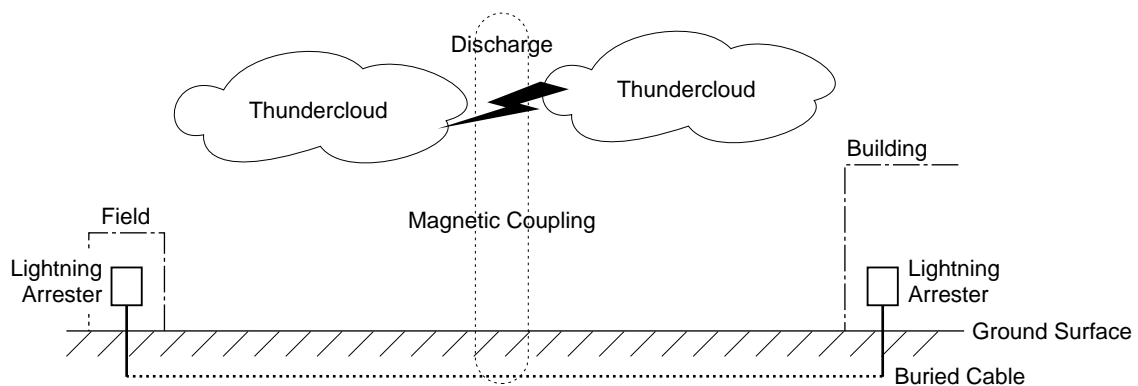 Discharge
Thundercloud
Thundercloud
Building
Magnetic Coupling
Field
Lightning
Arrester
Lightning
Arrester
Ground Surface
Buried Cable